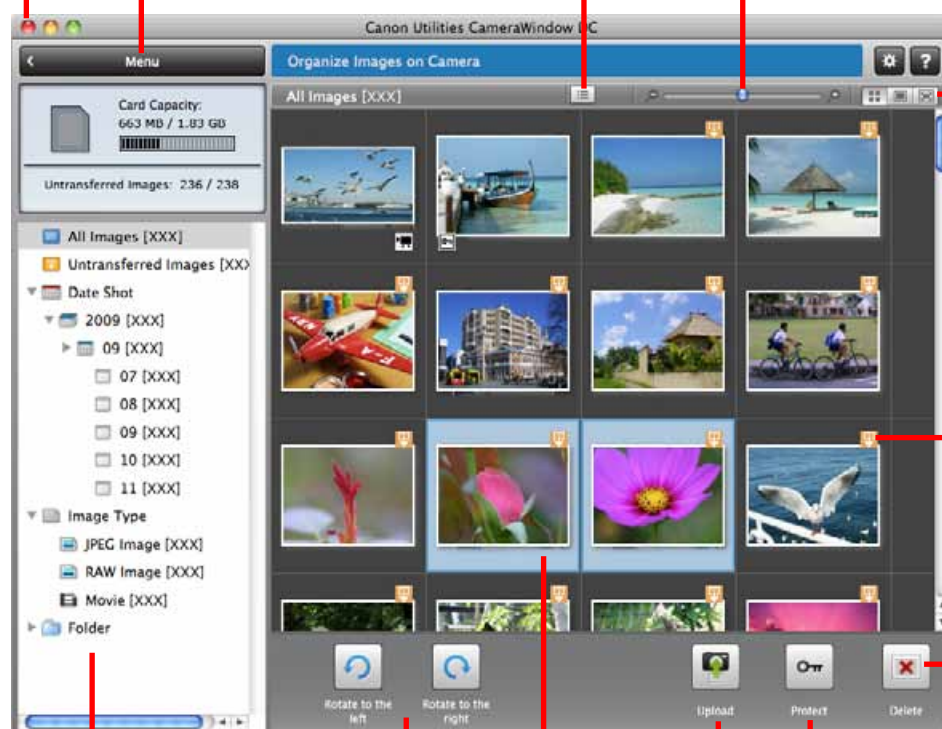 Canon Utilities CameraWindow DC
Menu
Organize Images on Camera
?
Card Capacity:
663 MB / 1.83 GB
Untransferred Images: 236 / 238
All Images [XXX]
All Images [XXX]
Untransferred Images [XX
Date Shot
2009 [XXX]
09 [XXX]
07 [XXX]
08 [XXX]
09 [XXX]
10 [XXX]
11 [XXX]
Image Type
JPEG Image [XXX]
RAW Image [XXX]
Movie [XXX]
Folder
Rotate to the
left
Rotate to the
right
Upload
Protect
Delete